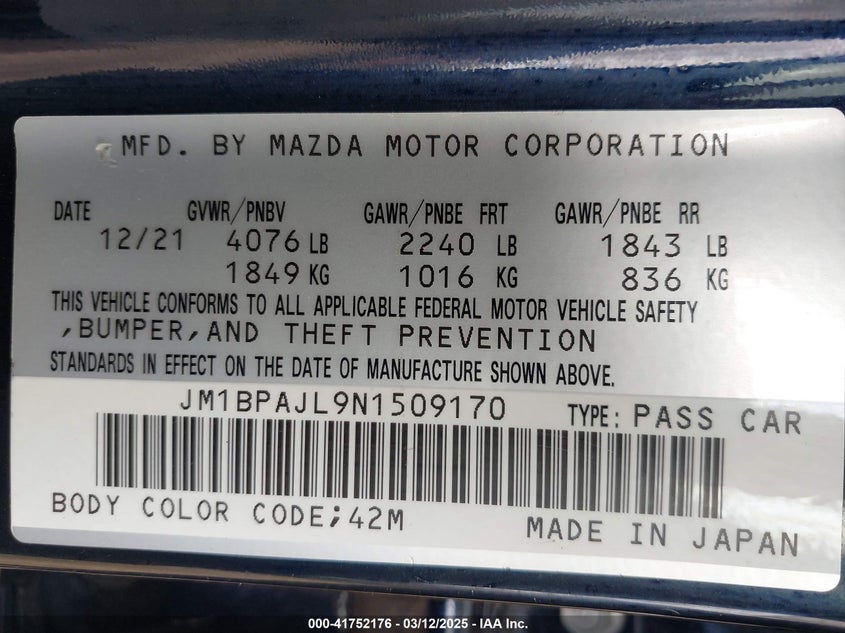 MFD. BY MAZDA MOTOR CORPORATION
DATE GVWR/PNBV GAWR/PNBE FRT GAWR/PNBE RR
12/21 4076 LB 2240 LB 1843 LB
1849 KG 1016 KG 836 KG
THIS VEHICLE CONFORMS TO ALL APPLICABLE FEDERAL MOTOR VEHICLE SAFETY
,BUMPER,AND THEFT PREVENTION
STANDARDS IN EFFECT ON THE DATE OF MANUFACTURE SHOWN ABOVE.
JM1BPAJL9N1509170 TYPE: PASS CAR
BODY COLOR CODE;42M MADE IN JAPAN
000-41752176 - 03/12/2025 - IAA Inc.